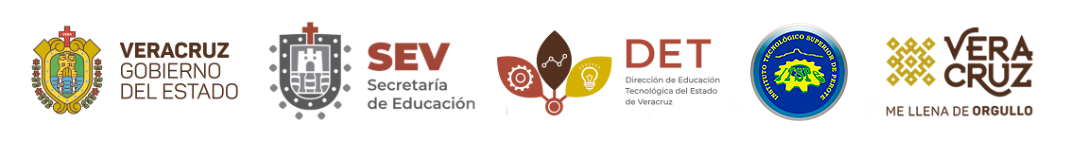 VERACRUZ
GOBIERNO
DEL ESTADO
SEV
Secretaría
de Educación
DET
Dirección de Educación
Tecnológica del Estado
de Veracruz
INSTITUTO TECNOLÓGICO SUPERIOR DE PEROTE
VERA
CRUZ
ME LLENA DE ORGULLO